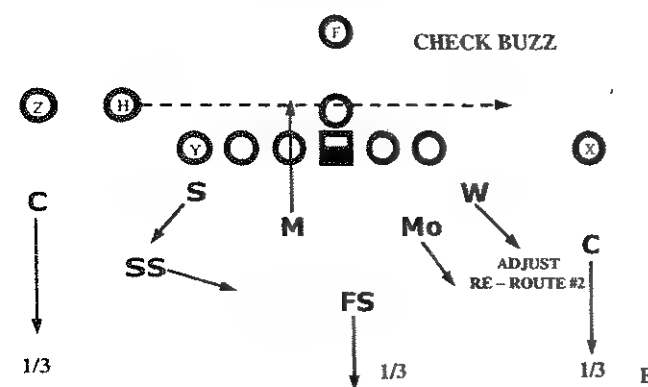 F
CHECK BUZZ
Z H
Y X
S W
C
M Mo
C
SS
ADJUST
RE – ROUTE #2
FS
1/3 1/3 1/3